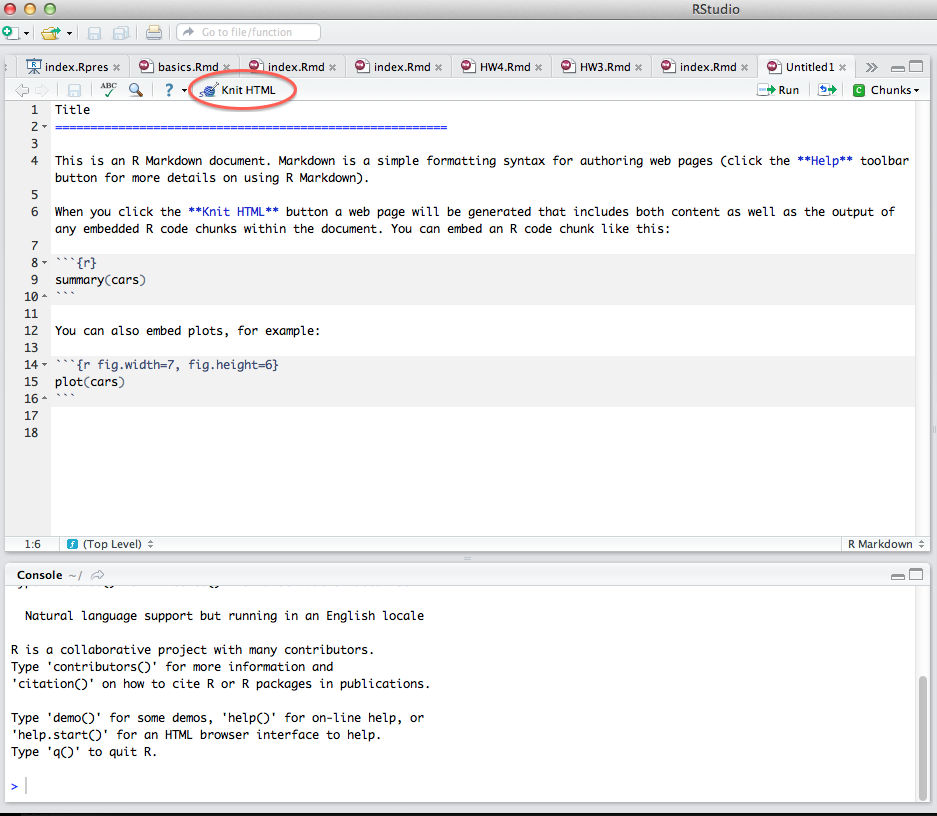 RStudio
Go to file/function
index.Rpres basics.Rmd index.Rmd index.Rmd HW4.Rmd HW3.Rmd index.Rmd Untitled1
ABC ? Knit HTML Run C Chunks
1 Title
2 ========================================================
3
4 This is an R Markdown document. Markdown is a simple formatting syntax for authoring web pages (click the **Help** toolbar
button for more details on using R Markdown).
5
6 When you click the **Knit HTML** button a web page will be generated that includes both content as well as the output of
any embedded R code chunks within the document. You can embed an R code chunk like this:
7
8 ```{r}
9 summary(cars)
10 ```
11
12 You can also embed plots, for example:
13
14 ```{r fig.width=7, fig.height=6}
15 plot(cars)
16 ```
17
18
1:6 f (Top Level) R Markdown
Console ~/
Natural language support but running in an English locale
R is a collaborative project with many contributors.
Type 'contributors()' for more information and
'citation()' on how to cite R or R packages in publications.
Type 'demo()' for some demos, 'help()' for on-line help, or
'help.start()' for an HTML browser interface to help.
Type 'q()' to quit R.
>